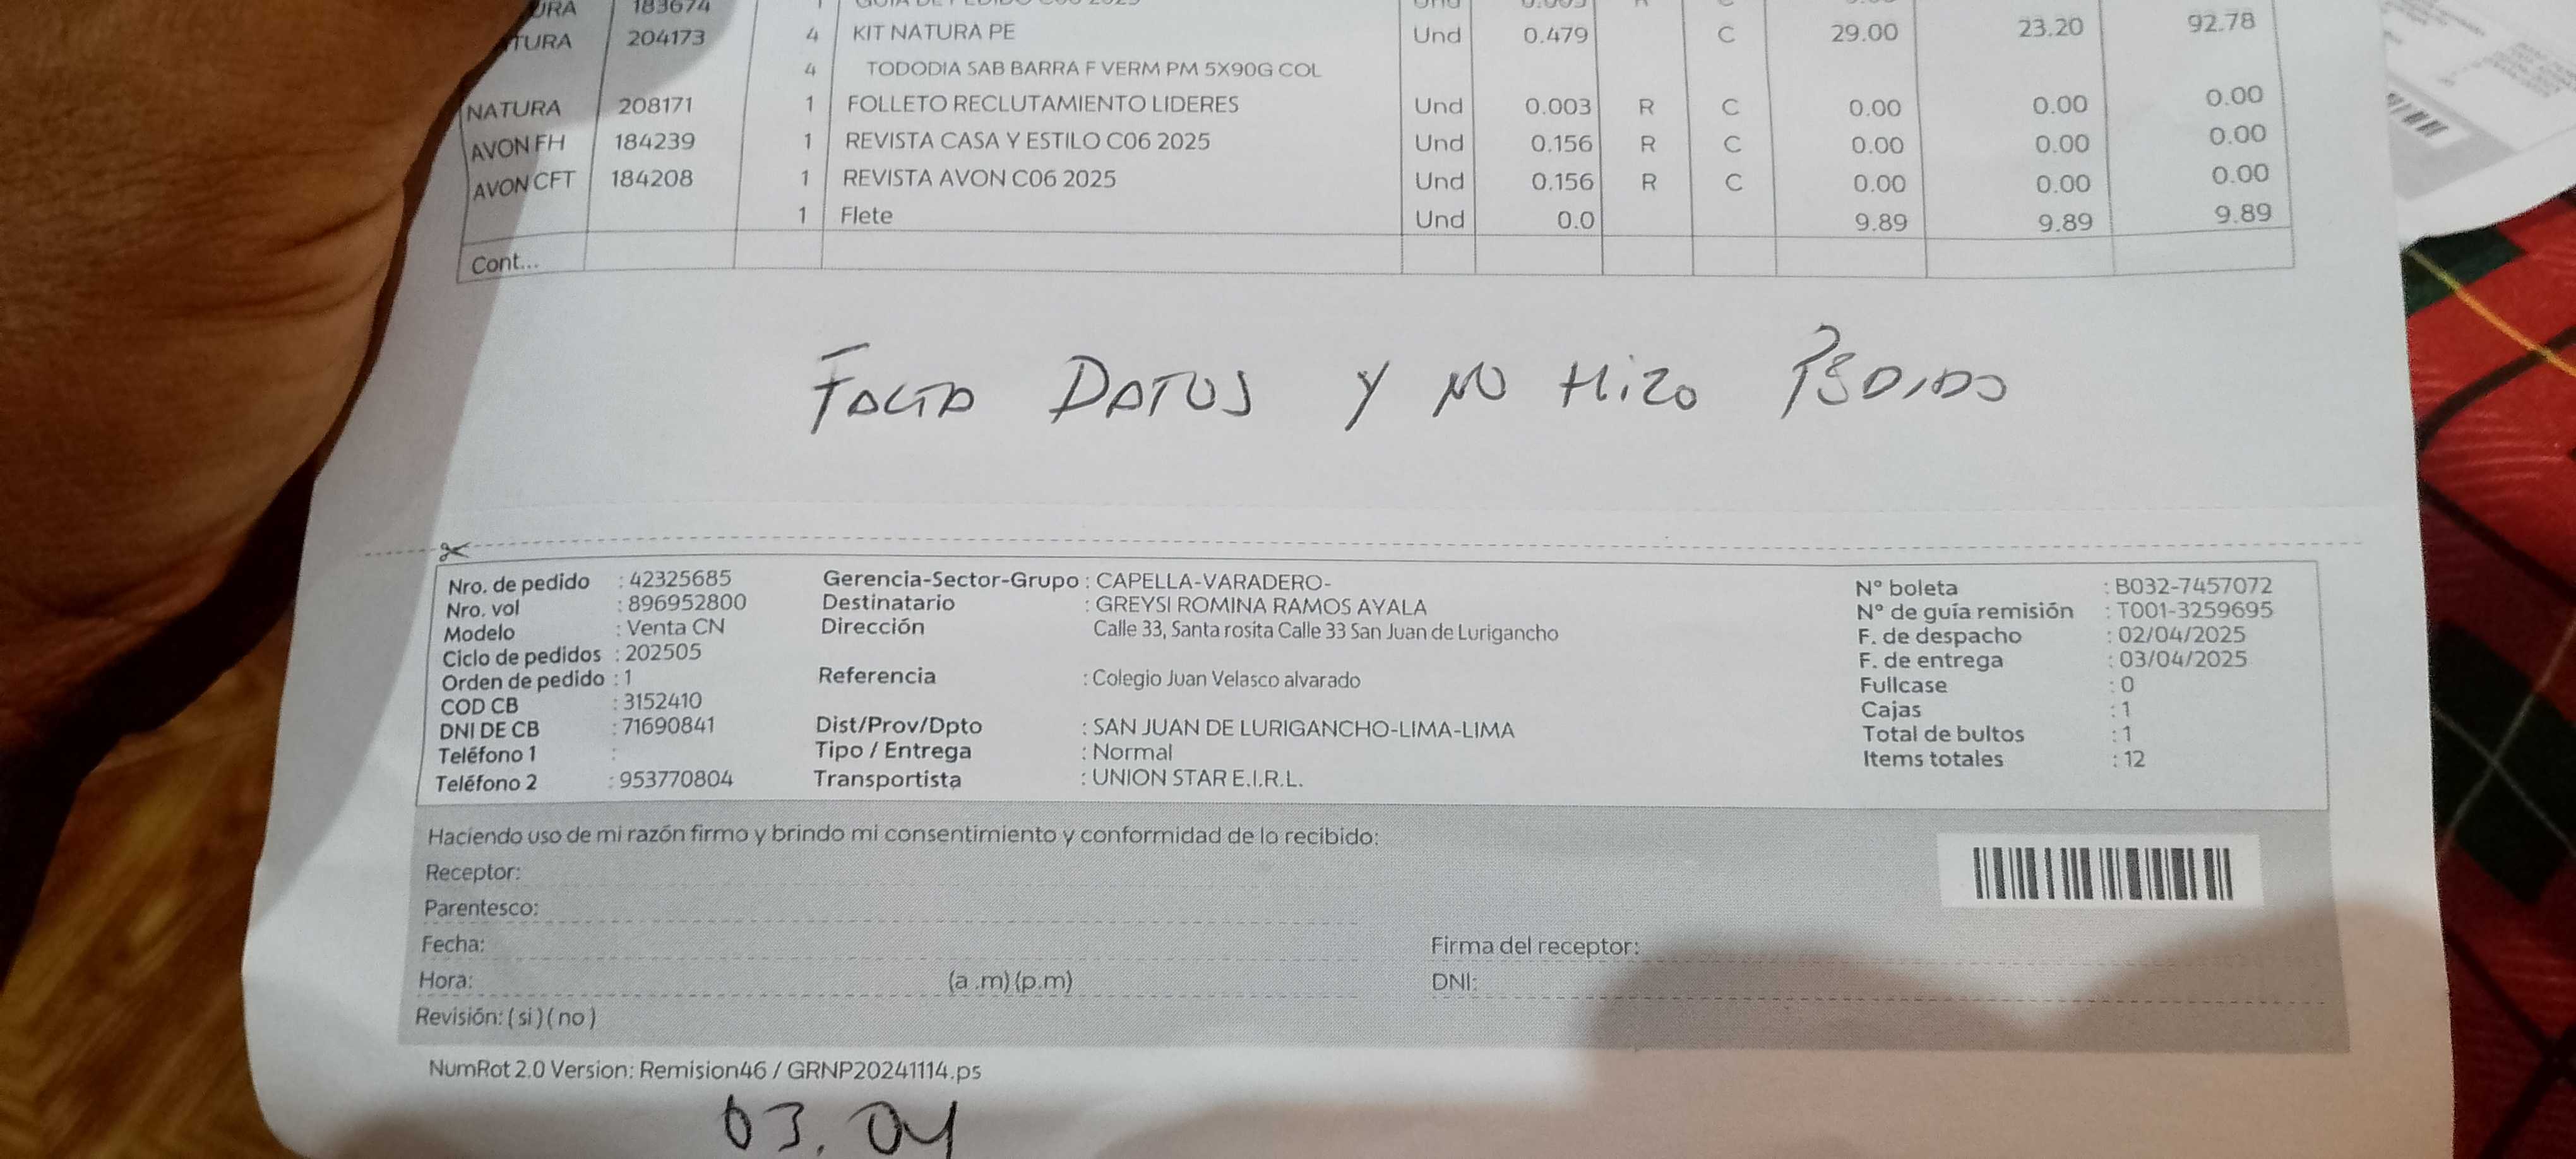 URA 183674 1 GUIA DE PEDIDO C06 2025 Und 0.003 R C
TURA 204173 4 KIT NATURA PE Und 0.479 C 29.00 23.20 92.78
4 TODODIA SAB BARRA F VERM PM 5X90G COL
NATURA 208171 1 FOLLETO RECLUTAMIENTO LIDERES Und 0.003 R C 0.00 0.00 0.00
AVON FH 184239 1 REVISTA CASA Y ESTILO C06 2025 Und 0.156 R C 0.00 0.00 0.00
AVON CFT 184208 1 REVISTA AVON C06 2025 Und 0.156 R C 0.00 0.00 0.00
1 Flete Und 0.0 9.89 9.89 9.89
Cont...
FALTA DATOS Y NO HIZO PEDIDO
Nro. de pedido : 42325685 Gerencia-Sector-Grupo : CAPELLA-VARADERO- N° boleta : B032-7457072
Nro. vol : 896952800 Destinatario : GREYSI ROMINA RAMOS AYALA N° de guía remisión : T001-3259695
Modelo : Venta CN Dirección Calle 33, Santa rosita Calle 33 San Juan de Lurigancho F. de despacho : 02/04/2025
Ciclo de pedidos : 202505 F. de entrega : 03/04/2025
Orden de pedido : 1 Referencia : Colegio Juan Velasco alvarado Fullcase : 0
COD CB : 3152410 Cajas : 1
DNI DE CB : 71690841 Dist/Prov/Dpto : SAN JUAN DE LURIGANCHO-LIMA-LIMA Total de bultos : 1
Teléfono 1 : Tipo / Entrega : Normal Items totales : 12
Teléfono 2 : 953770804 Transportista : UNION STAR E.I.R.L.
Haciendo uso de mi razón firmo y brindo mi consentimiento y conformidad de lo recibido:
Receptor:
Parentesco:
Fecha: Firma del receptor:
Hora: (a .m) (p.m) DNI:
Revisión: ( si ) ( no )
NumRot 2.0 Version: Remision46 / GRNP20241114.ps
03. 04